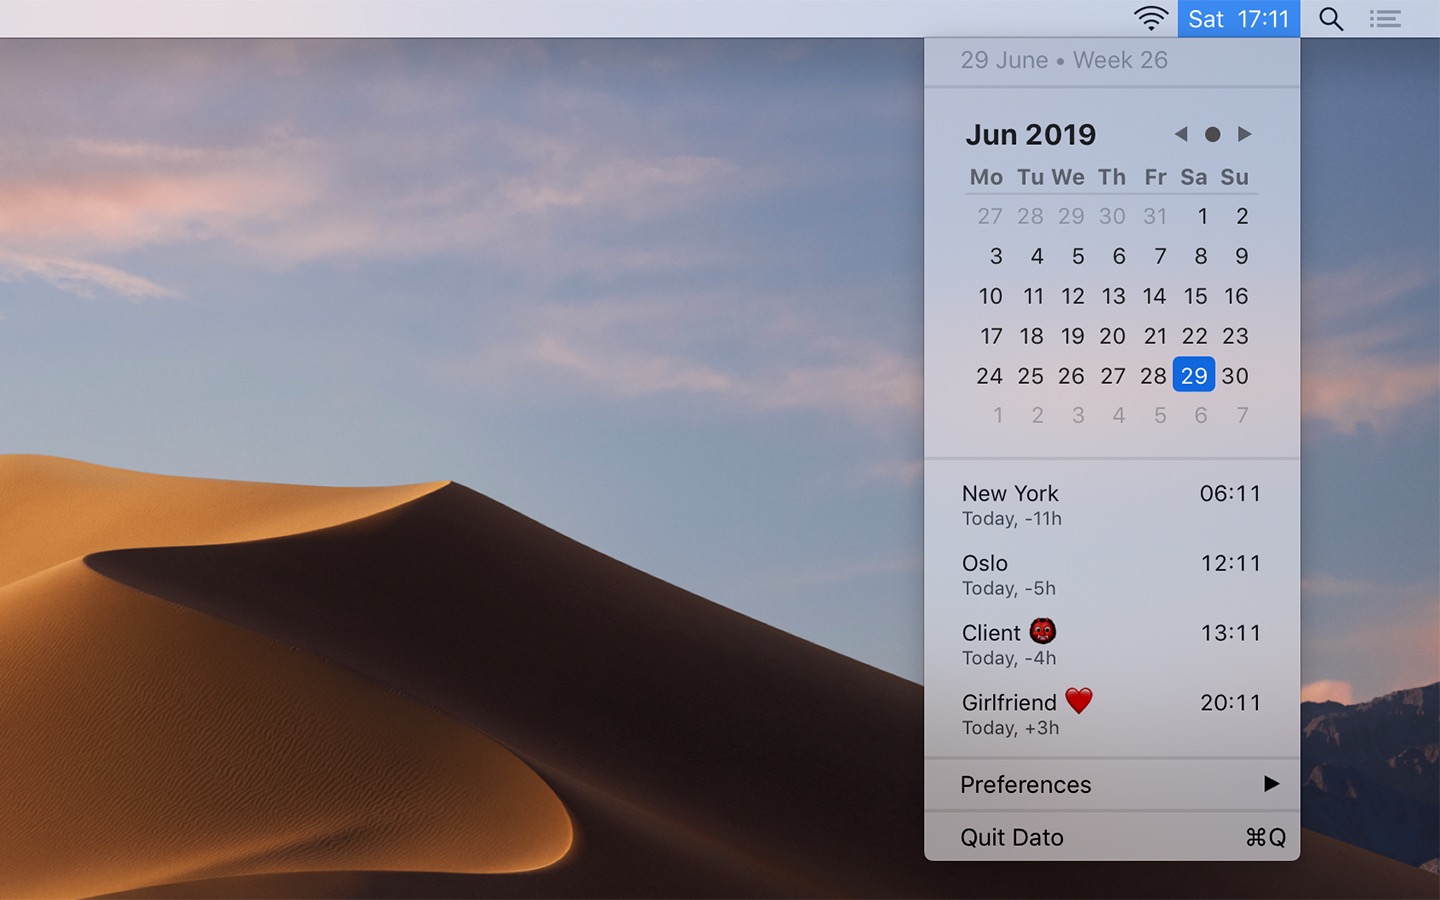 Sat 17:11
29 June • Week 26
Jun 2019
Mo Tu We Th Fr Sa Su
27 28 29 30 31 1 2
3 4 5 6 7 8 9
10 11 12 13 14 15 16
17 18 19 20 21 22 23
24 25 26 27 28 29 30
1 2 3 4 5 6 7
New York 06:11
Today, -11h
Oslo 12:11
Today, -5h
Client 👹 13:11
Today, -4h
Girlfriend ❤️ 20:11
Today, +3h
Preferences ▶
Quit Dato ⌘Q